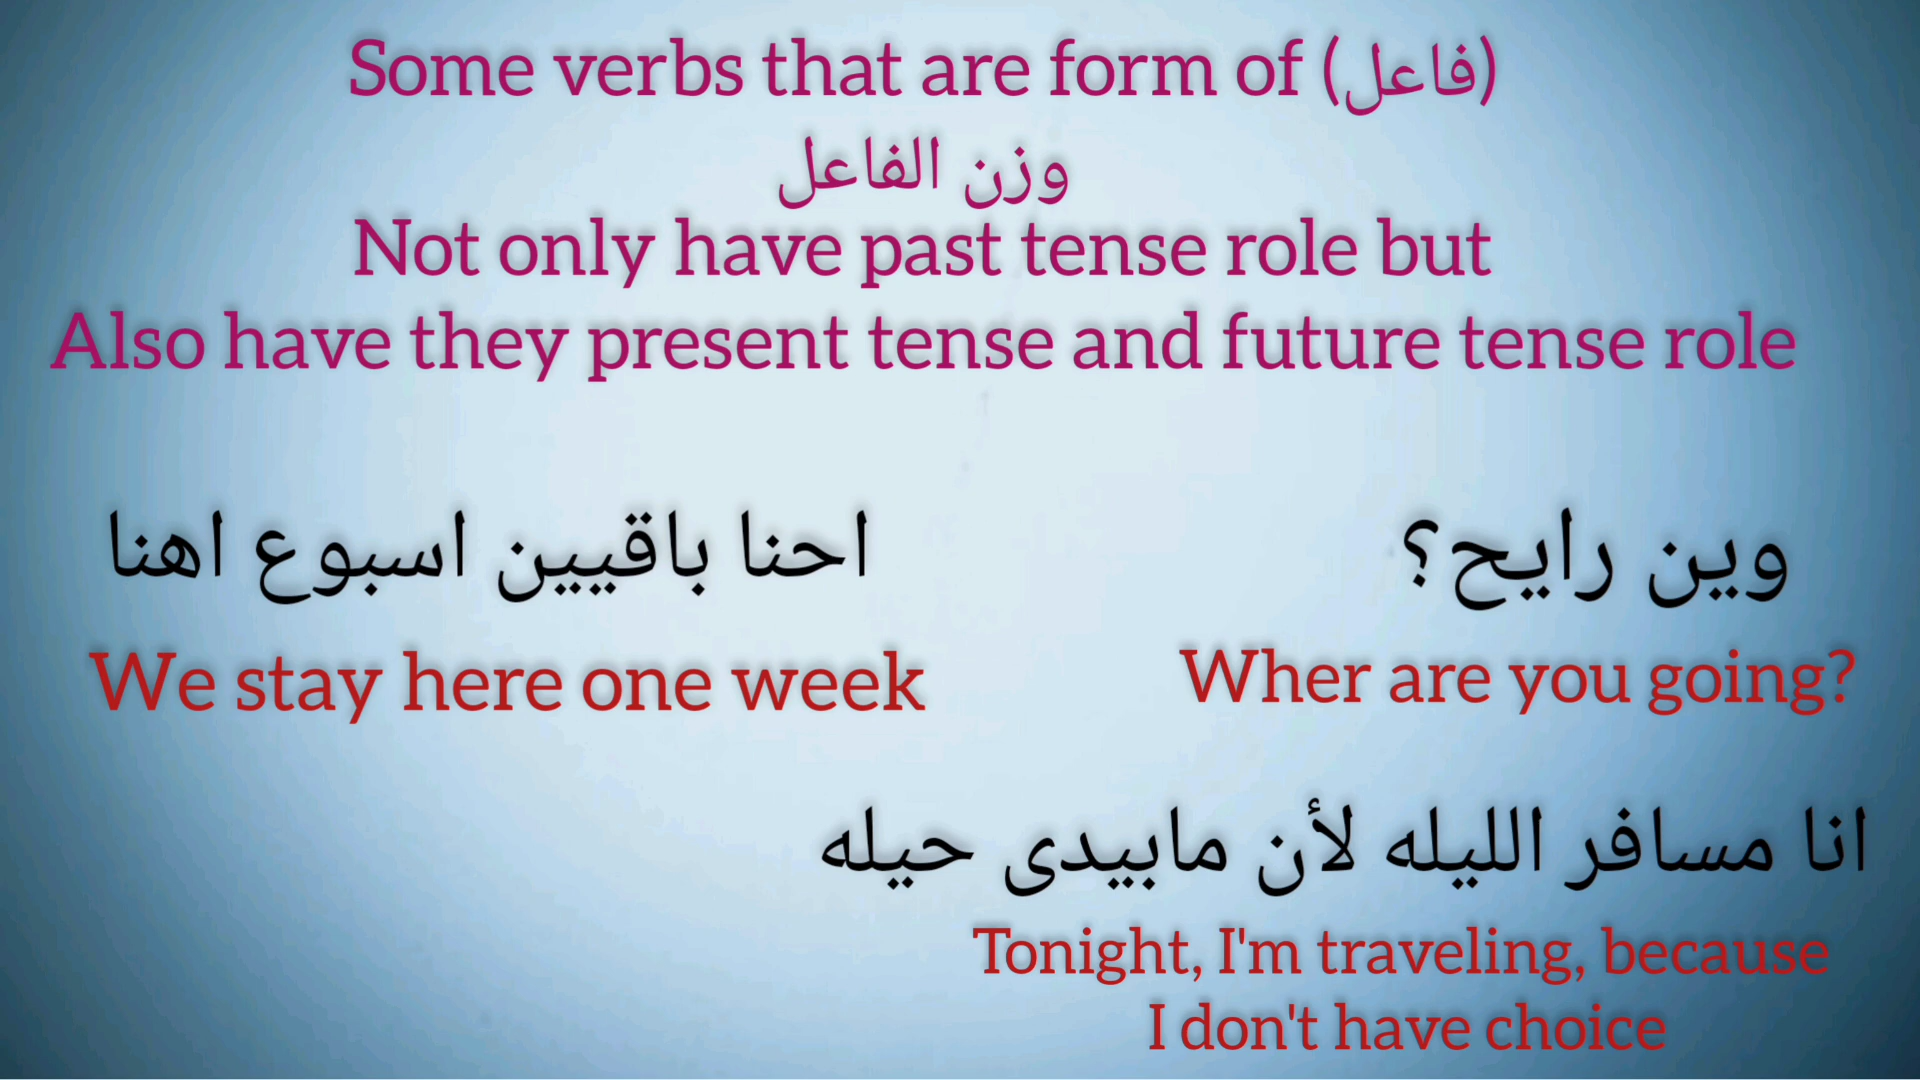 Some verbs that are form of (فاعل)
وزن الفاعل
Not only have past tense role but
Also have they present tense and future tense role
وين رايح؟
Wher are you going?
احنا باقيين اسبوع اهنا
We stay here one week
انا مسافر الليله لأن مابيدى حيله
Tonight, I'm traveling, because
I don't have choice